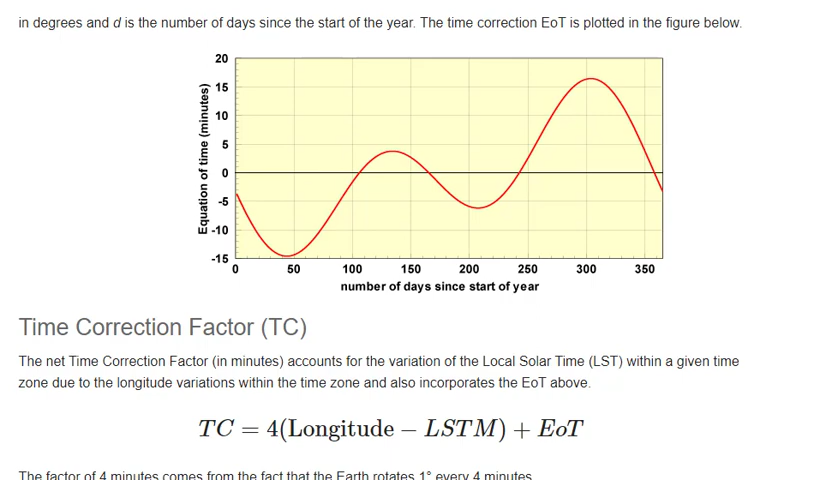 in degrees and d is the number of days since the start of the year. The time correction EoT is plotted in the figure below.
20
15
10
5
0
-5
-10
-15
Equation of time (minutes)
0 50 100 150 200 250 300 350
number of days since start of year
Time Correction Factor (TC)
The net Time Correction Factor (in minutes) accounts for the variation of the Local Solar Time (LST) within a given time
zone due to the longitude variations within the time zone and also incorporates the EoT above.
TC = 4(Longitude − LSTM) + EoT
The factor of 4 minutes comes from the fact that the Earth rotates 1° every 4 minutes